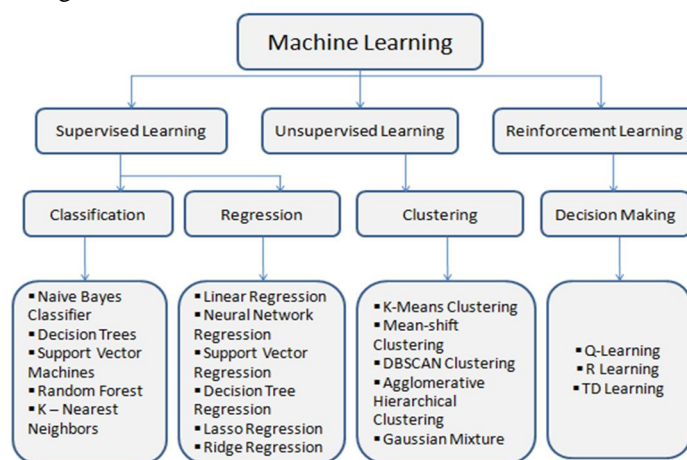 Machine Learning
Supervised Learning
Unsupervised Learning
Reinforcement Learning
Classification
Regression
Clustering
Decision Making
▪ Naive Bayes
Classifier
▪ Decision Trees
▪ Support Vector
Machines
▪ Random Forest
▪ K – Nearest
Neighbors
▪ Linear Regression
▪ Neural Network
Regression
▪ Support Vector
Regression
▪ Decision Tree
Regression
▪ Lasso Regression
▪ Ridge Regression
▪ K-Means Clustering
▪ Mean-shift
Clustering
▪ DBSCAN Clustering
▪ Agglomerative
Hierarchical
Clustering
▪ Gaussian Mixture
▪ Q-Learning
▪ R Learning
▪ TD Learning